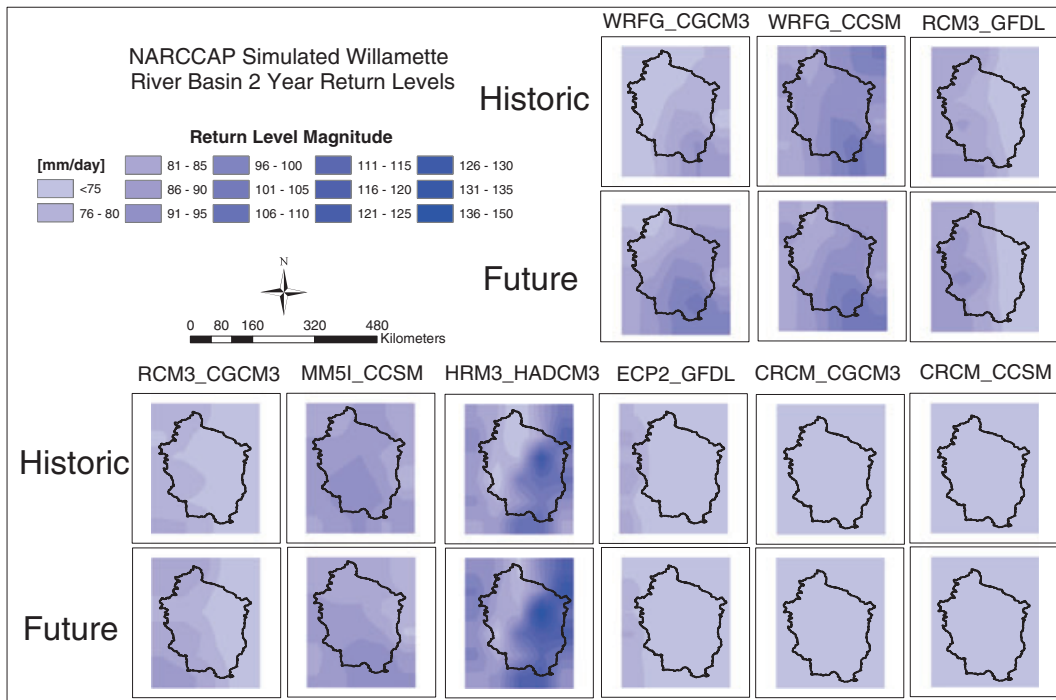 NARCCAP Simulated Willamette
River Basin 2 Year Return Levels
Return Level Magnitude
[mm/day]
<75
76 - 80
81 - 85
86 - 90
91 - 95
96 - 100
101 - 105
106 - 110
111 - 115
116 - 120
121 - 125
126 - 130
131 - 135
136 - 150
N
0 80 160 320 480
Kilometers
WRFG_CGCM3 WRFG_CCSM RCM3_GFDL
Historic
Future
RCM3_CGCM3 MM5I_CCSM HRM3_HADCM3 ECP2_GFDL CRCM_CGCM3 CRCM_CCSM
Historic
Future